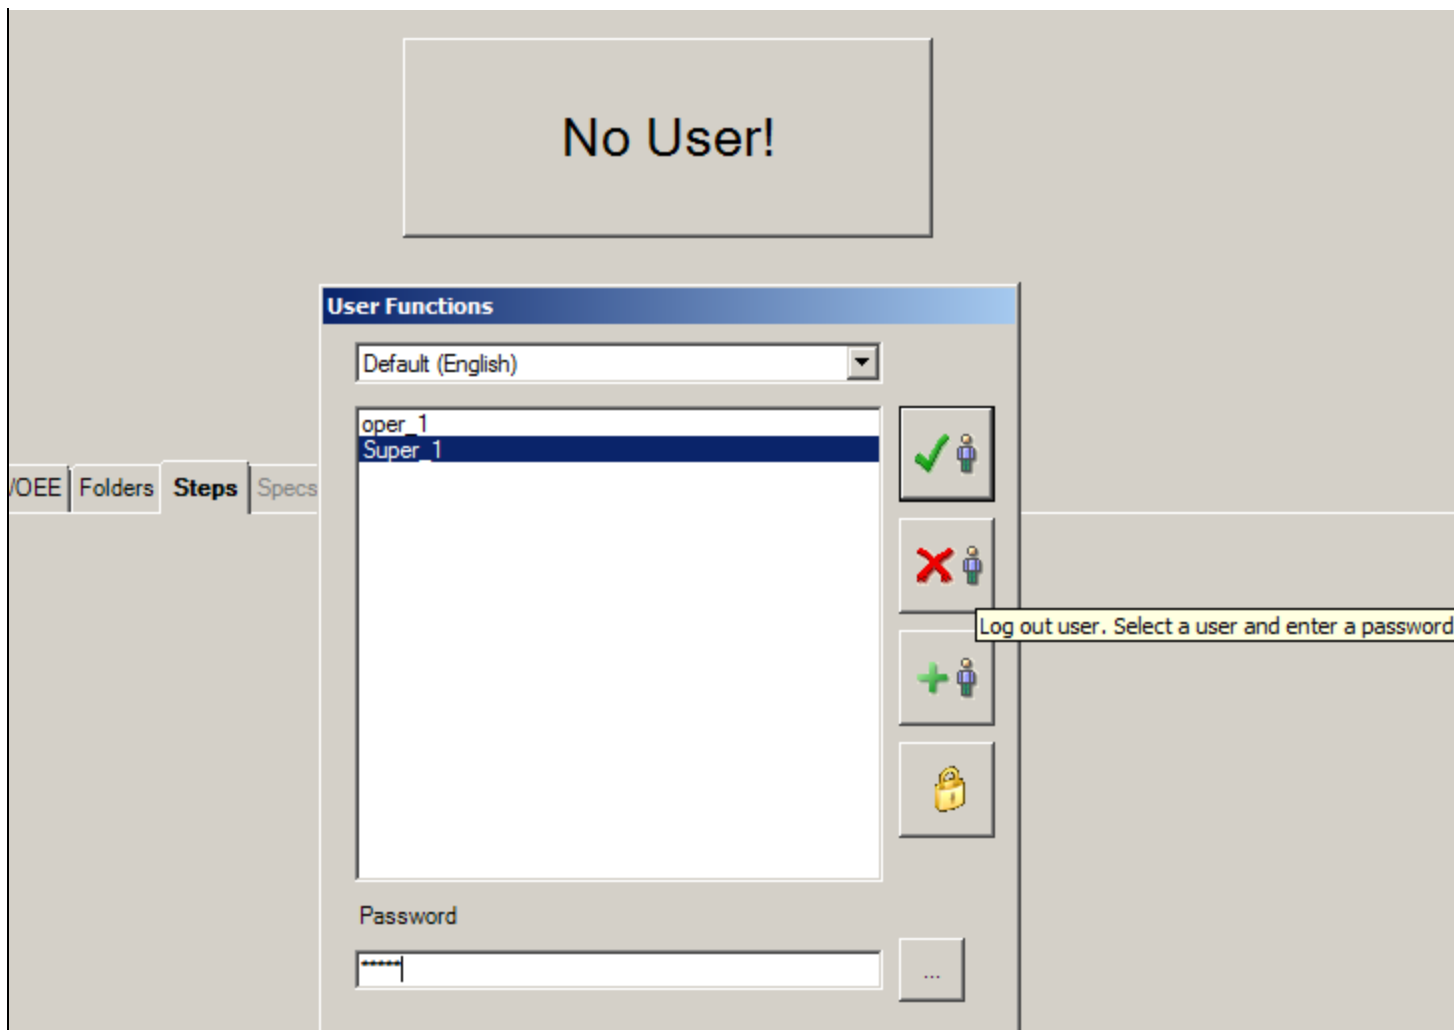 No User!
User Functions
Default (English)
oper_1
Super_1
/OEE Folders Steps Specs
Log out user. Select a user and enter a password
Password
*****
...